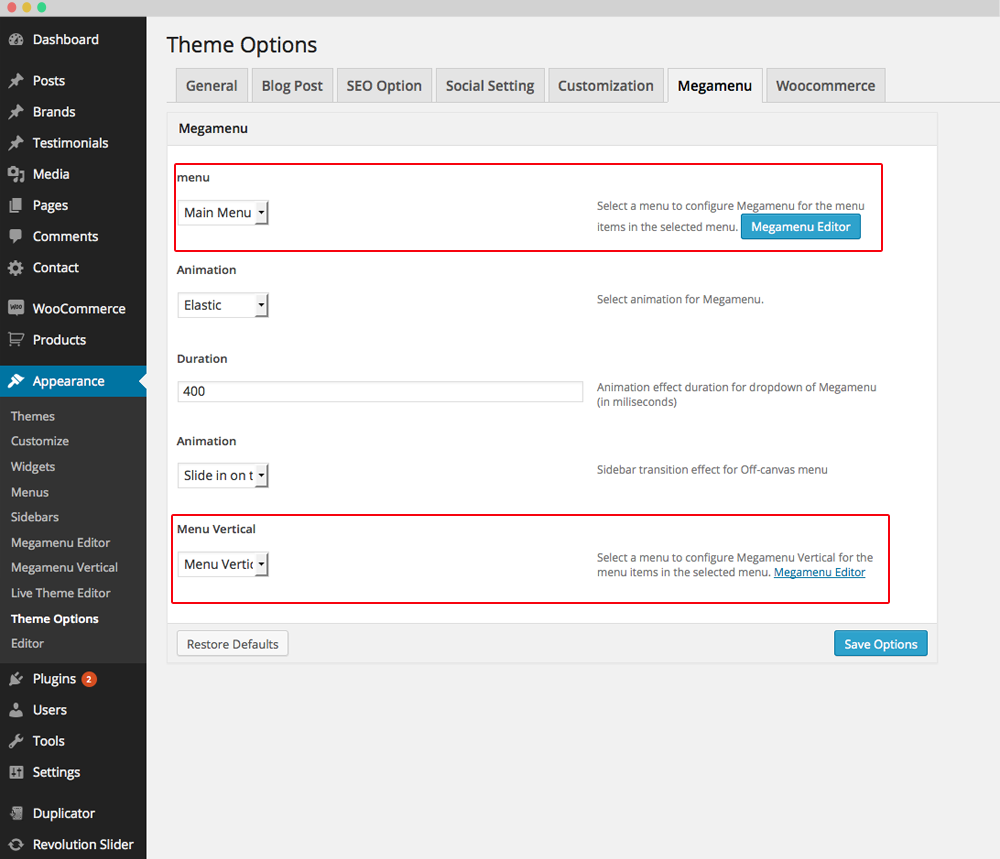 Dashboard
Posts
Brands
Testimonials
Media
Pages
Comments
Contact
WOO
WooCommerce
Products
Appearance
Themes
Customize
Widgets
Menus
Sidebars
Megamenu Editor
Megamenu Vertical
Live Theme Editor
Theme Options
Editor
Plugins 2
Users
Tools
Settings
Duplicator
Revolution Slider
Theme Options
General Blog Post SEO Option Social Setting Customization Megamenu Woocommerce
Megamenu
menu
Main Menu
Select a menu to configure Megamenu for the menu
items in the selected menu. Megamenu Editor
Animation
Elastic
Select animation for Megamenu.
Duration
400
Animation effect duration for dropdown of Megamenu
(in miliseconds)
Animation
Slide in on t
Sidebar transition effect for Off-canvas menu
Menu Vertical
Menu Vertic
Select a menu to configure Megamenu Vertical for the
menu items in the selected menu. Megamenu Editor
Restore Defaults
Save Options